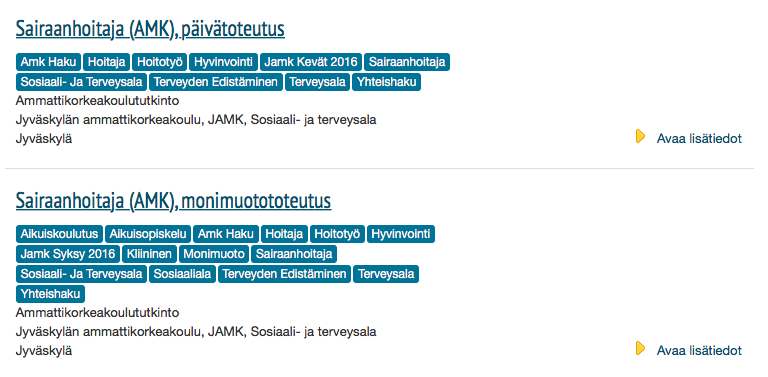 Sairaanhoitaja (AMK), päivätoteutus
Amk Haku Hoitaja Hoitotyö Hyvinvointi Jamk Kevät 2016 Sairaanhoitaja
Sosiaali- Ja Terveysala Terveyden Edistäminen Terveysala Yhteishaku
Ammattikorkeakoulututkinto
Jyväskylän ammattikorkeakoulu, JAMK, Sosiaali- ja terveysala
Jyväskylä Avaa lisätiedot
Sairaanhoitaja (AMK), monimuotototeutus
Aikuiskoulutus Aikuisopiskelu Amk Haku Hoitaja Hoitotyö Hyvinvointi
Jamk Syksy 2016 Kliininen Monimuoto Sairaanhoitaja
Sosiaali- Ja Terveysala Sosiaaliala Terveyden Edistäminen Terveysala
Yhteishaku
Ammattikorkeakoulututkinto
Jyväskylän ammattikorkeakoulu, JAMK, Sosiaali- ja terveysala
Jyväskylä Avaa lisätiedot